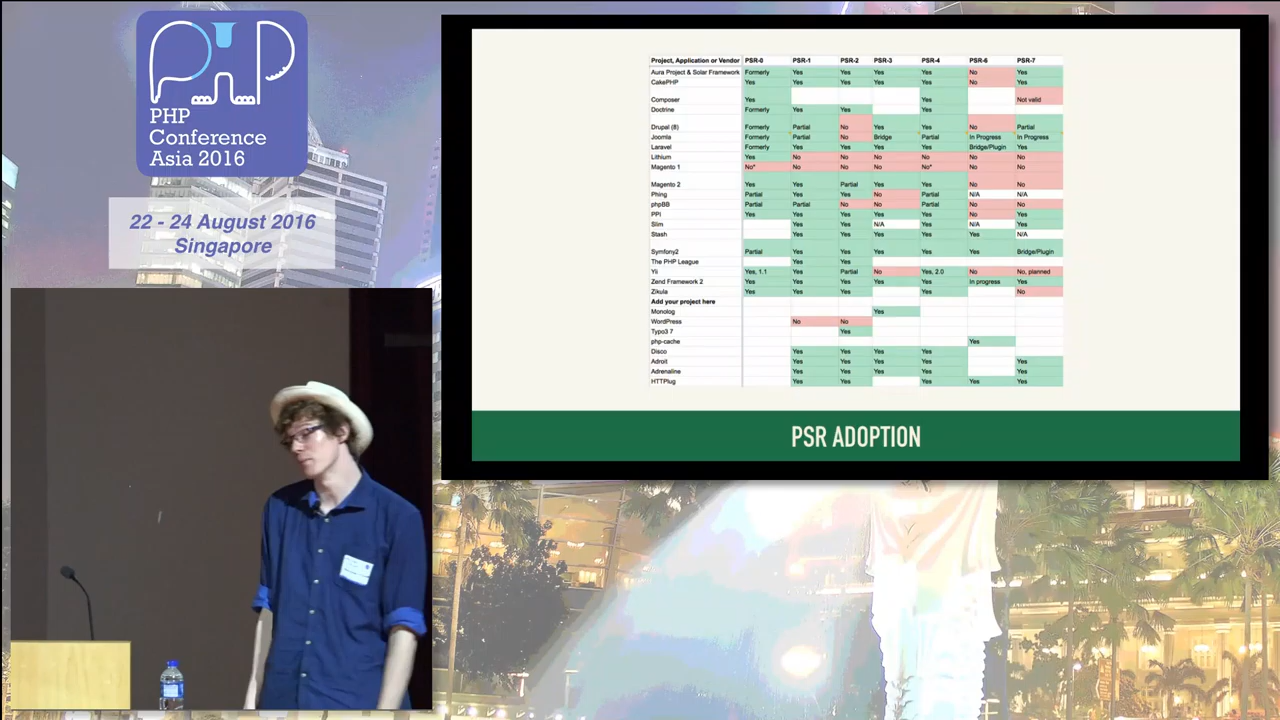 PHP
Conference
Asia 2016
22 - 24 August 2016
Singapore
Project, Application or Vendor PSR-0 PSR-1 PSR-2 PSR-3 PSR-4 PSR-6 PSR-7
Aura Project & Solar Framework Formerly Yes Yes Yes Yes No Yes
CakePHP Yes Yes Yes Yes Yes No Yes
Composer Yes Yes Not valid
Doctrine Formerly Yes Yes Yes
Drupal (8) Formerly Partial No Yes Yes No Partial
Joomla Formerly Partial No Bridge Partial In Progress In Progress
Laravel Formerly Yes Yes Yes Yes Bridge/Plugin Yes
Lithium Yes No No No No No No
Magento 1 No* No No No No* No No
Magento 2 Yes Yes Partial Yes Yes No No
Phing Partial Yes Yes No Partial N/A N/A
phpBB Partial Partial No No Partial No No
PPI Yes Yes Yes Yes Yes No Yes
Slim Yes Yes N/A Yes N/A Yes
Stash Yes Yes Yes Yes Yes N/A
Symfony2 Partial Yes Yes Yes Yes Yes Bridge/Plugin
The PHP League Yes Yes
Yii Yes, 1.1 Yes Partial No Yes, 2.0 No No, planned
Zend Framework 2 Yes Yes Yes Yes Yes In progress Yes
Zikula Yes Yes Yes Yes No
Add your project here
Monolog Yes
WordPress No No
Typo3 7 Yes
php-cache Yes
Disco Yes Yes Yes Yes
Adroit Yes Yes Yes Yes Yes
Adrenaline Yes Yes Yes Yes Yes
HTTPlug Yes Yes Yes Yes Yes
PSR ADOPTION